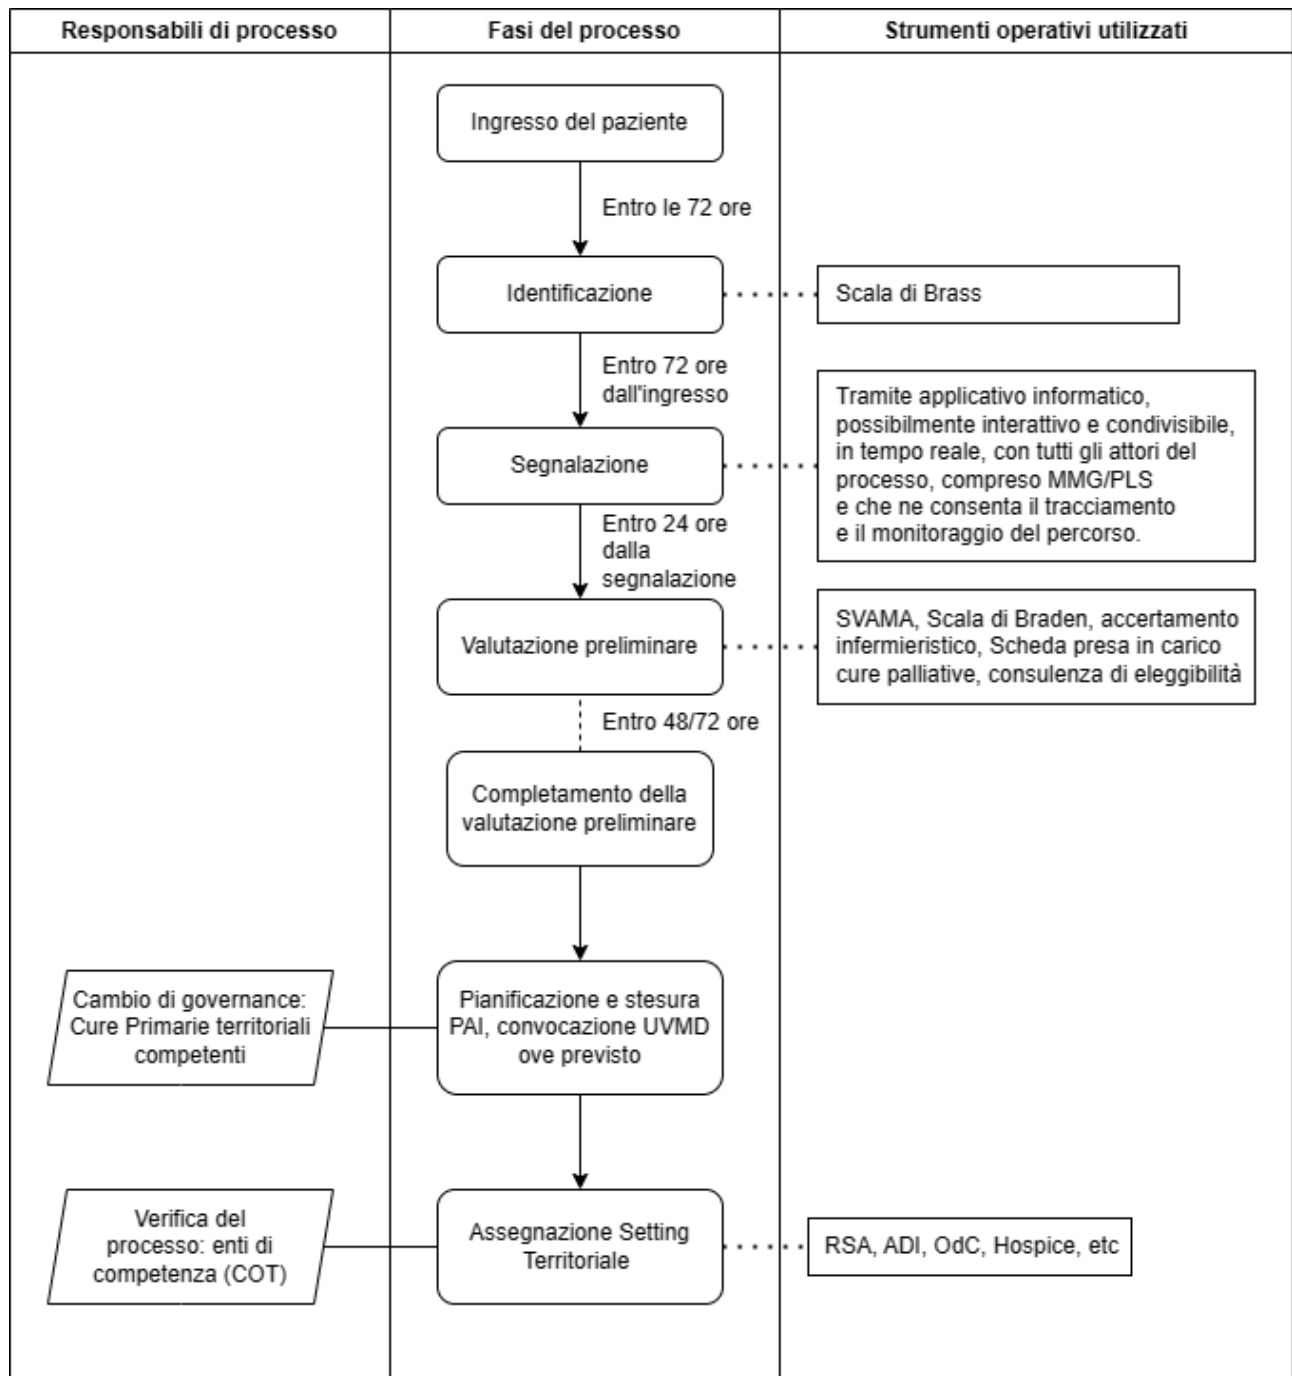 Responsabili di processo
Fasi del processo
Strumenti operativi utilizzati
Ingresso del paziente
Entro le 72 ore
Identificazione
Scala di Brass
Entro 72 ore
dall'ingresso
Segnalazione
Tramite applicativo informatico,
possibilmente interattivo e condivisibile,
in tempo reale, con tutti gli attori del
processo, compreso MMG/PLS
e che ne consenta il tracciamento
e il monitoraggio del percorso.
Entro 24 ore
dalla
segnalazione
Valutazione preliminare
SVAMA, Scala di Braden, accertamento
infermieristico, Scheda presa in carico
cure palliative, consulenza di eleggibilità
Entro 48/72 ore
Completamento della
valutazione preliminare
Cambio di governance:
Cure Primarie territoriali
competenti
Pianificazione e stesura
PAI, convocazione UVMD
ove previsto
Verifica del
processo: enti di
competenza (COT)
Assegnazione Setting
Territoriale
RSA, ADI, OdC, Hospice, etc